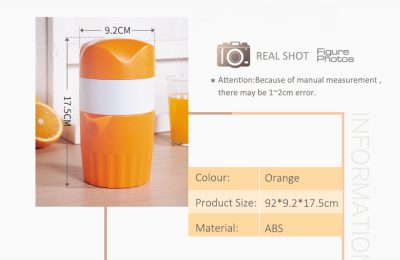 9.2CM
17.5CM
REAL SHOT Figure Photos
* Attention:Because of manual measurement ,
there may be 1~2cm error.
Colour: Orange
Product Size: 92*9.2*17.5cm
Material: ABS
INFORMATION